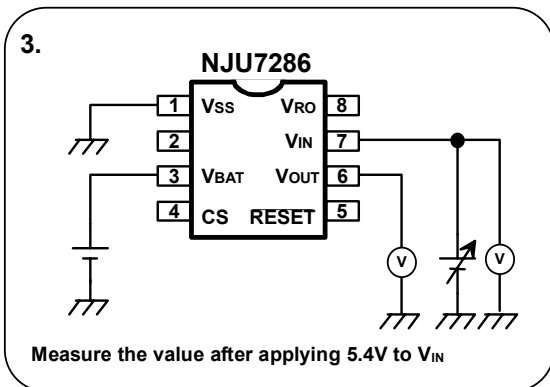 3.
NJU7286
1 VSS VRO 8
2 VIN 7
3 VBAT VOUT 6
4 CS RESET 5
V V
Measure the value after applying 5.4V to VIN